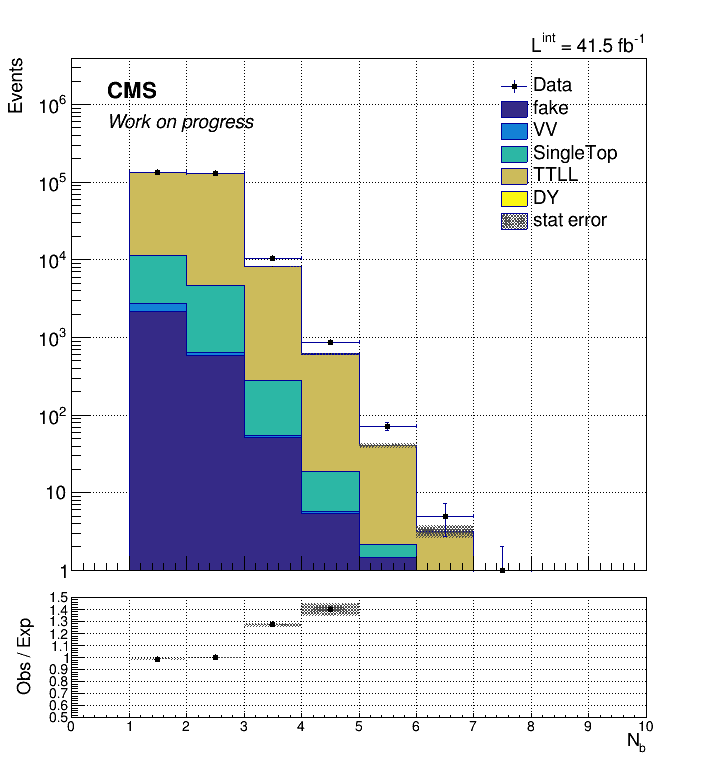 L^int = 41.5 fb^-1
Events
CMS
Work on progress
Data
fake
VV
SingleTop
TTLL
DY
stat error
10^6
10^5
10^4
10^3
10^2
10
1
Obs / Exp
1.5
1.4
1.3
1.2
1.1
1
0.9
0.8
0.7
0.6
0.5
0 1 2 3 4 5 6 7 8 9 10
N_b